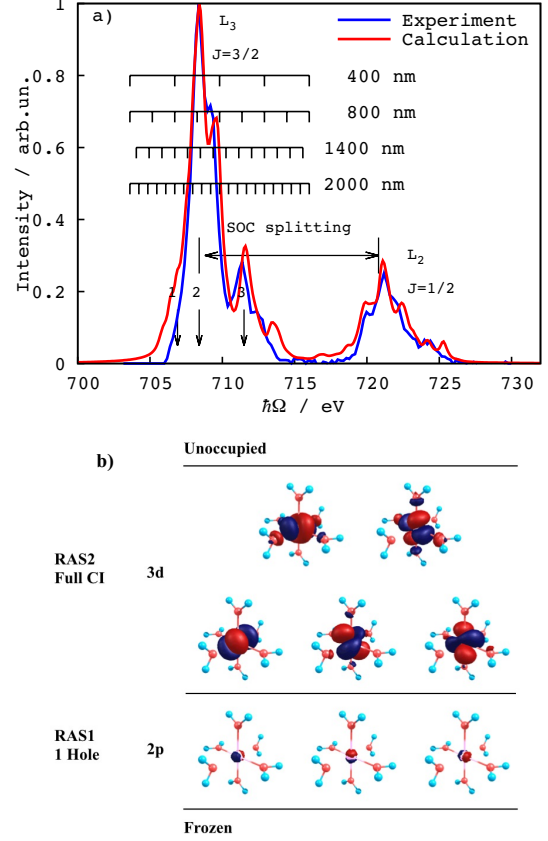 a)
L3
J=3/2
Experiment
Calculation
400 nm
800 nm
1400 nm
2000 nm
SOC splitting
L2
J=1/2
1 2 3
Intensity / arb.un.
1
0.8
0.6
0.4
0.2
0
700 705 710 715 720 725 730
ℏΩ / eV
b)
Unoccupied
RAS2
Full CI
3d
RAS1
1 Hole
2p
Frozen